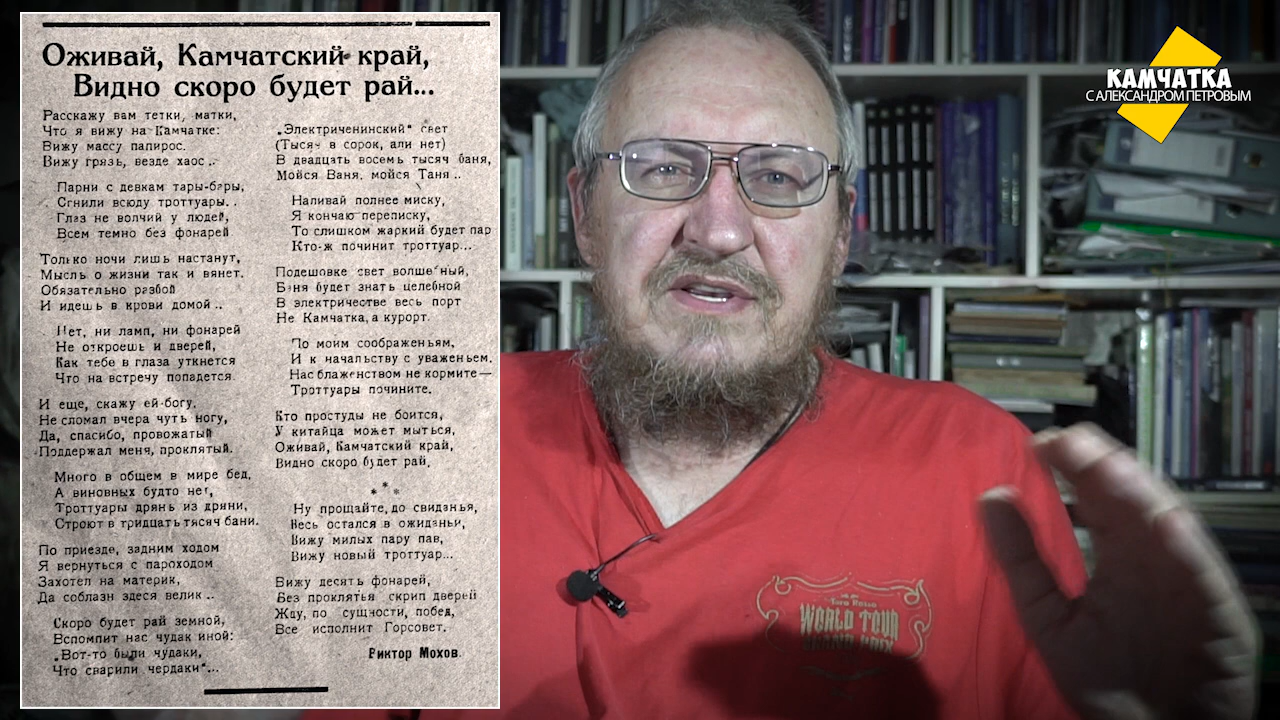 Оживай, Камчатский край,
Видно скоро будет рай...
Расскажу вам тетки, матки,
Что я вижу на Камчатке:
Вижу массу папирос.
Вижу грязь, везде хаос..
Парни с девкам тары-бары,
Сгнили всюду троттуары..
Глаз не волчий у людей,
Всем темно без фонарей
Только ночи лишь настанут,
Мысль о жизни так и вянет.
Обязательно разбой
И идешь в крови домой..
Нет, ни ламп, ни фонарей
Не откроешь и дверей,
Как тебе в глаза уткнется
Что на встречу попадется.
И еще, скажу ей-богу.
Не сломал вчера чуть ногу,
Да, спасибо, провожатый
Поддержал меня, проклятый.
Много в общем в мире бед,
А виновных будто нет,
Троттуары дрянь из дряни,
Строют в тридцать тясяч бани.
По приезде, задним ходом
Я вернуться с пароходом
Захотел на материк,
Да соблазн здеся велик..
Скоро будет рай земной,
Вспомпит нас чудак иной:
„Вот-то были чудаки,
Что сварили чердаки"...
„Электриченинский" свет
(Тысяч в сорок, али нет)
В двадцать восемь тысяч баня,
Мойся Ваня, мойся Таня..
Наливай полнее миску,
Я кончаю переписку,
То слишком жаркий будет пар
Кто-ж починит троттуар...
Подешовке свет волшебный,
Баня будет знать целебной
В электричестве весь порт
Не Камчатка, а курорт.
По моим соображеньям,
И к начальству с уваженьем.
Нас блаженством не кормите—
Троттуары почините.
Кто простуды не боится,
У китайца может мыться,
Оживай, Камчатский край,
Видно скоро будет рай.
* * *
Ну прощайте, до свиданья,
Весь остался в ожиданьи,
Вижу милых пару пав,
Вижу новый троттуар...
Вижу десять фонарей,
Без проклятья скрип дверей
Жду, по сущности, побед,
Все исполнит Горсовет.
Риктор Мохов.
КАМЧАТКА
С АЛЕКСАНДРОМ ПЕТРОВЫМ
WORLD TOUR